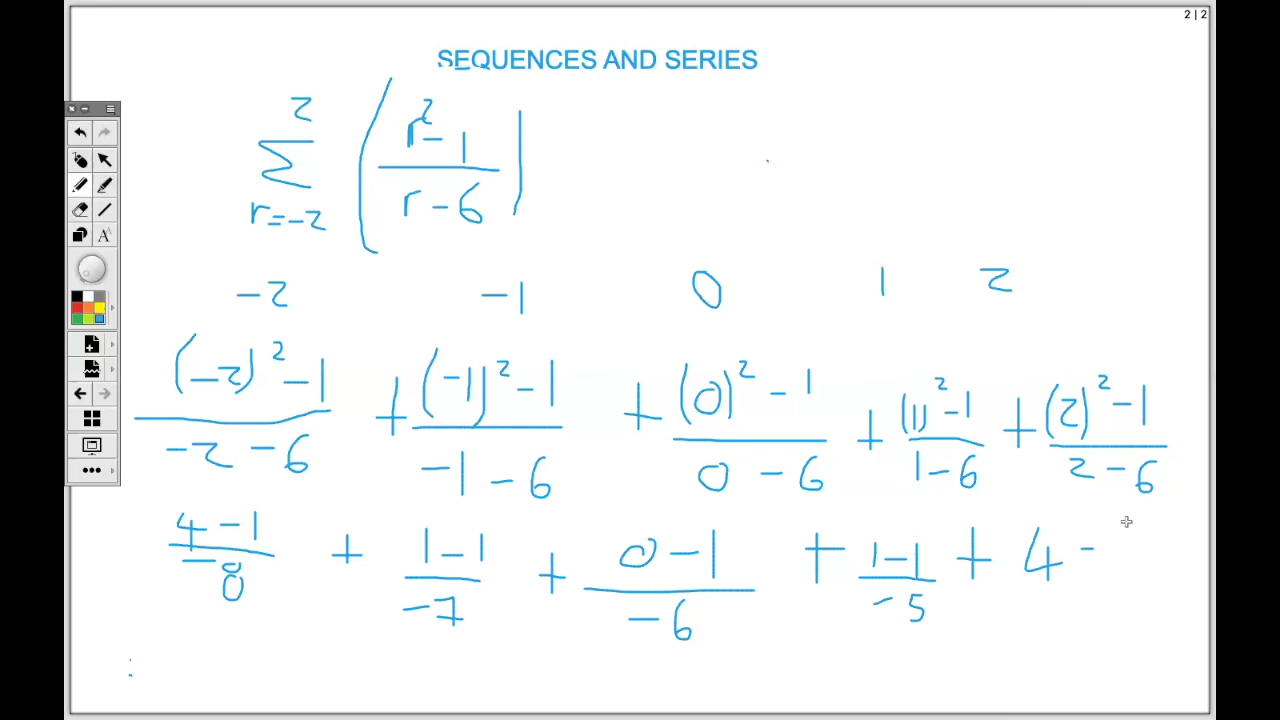 2 | 2
SEQUENCES AND SERIES
2
∑ ( r² - 1 / r - 6 )
r = -2
-2 -1 0 1 2
(-2)² - 1 / -2 - 6 + (-1)² - 1 / -1 - 6 + (0)² - 1 / 0 - 6 + (1)² - 1 / 1 - 6 + (2)² - 1 / 2 - 6
4 - 1 / -8 + 1 - 1 / -7 + 0 - 1 / -6 + 1 - 1 / -5 + 4 -